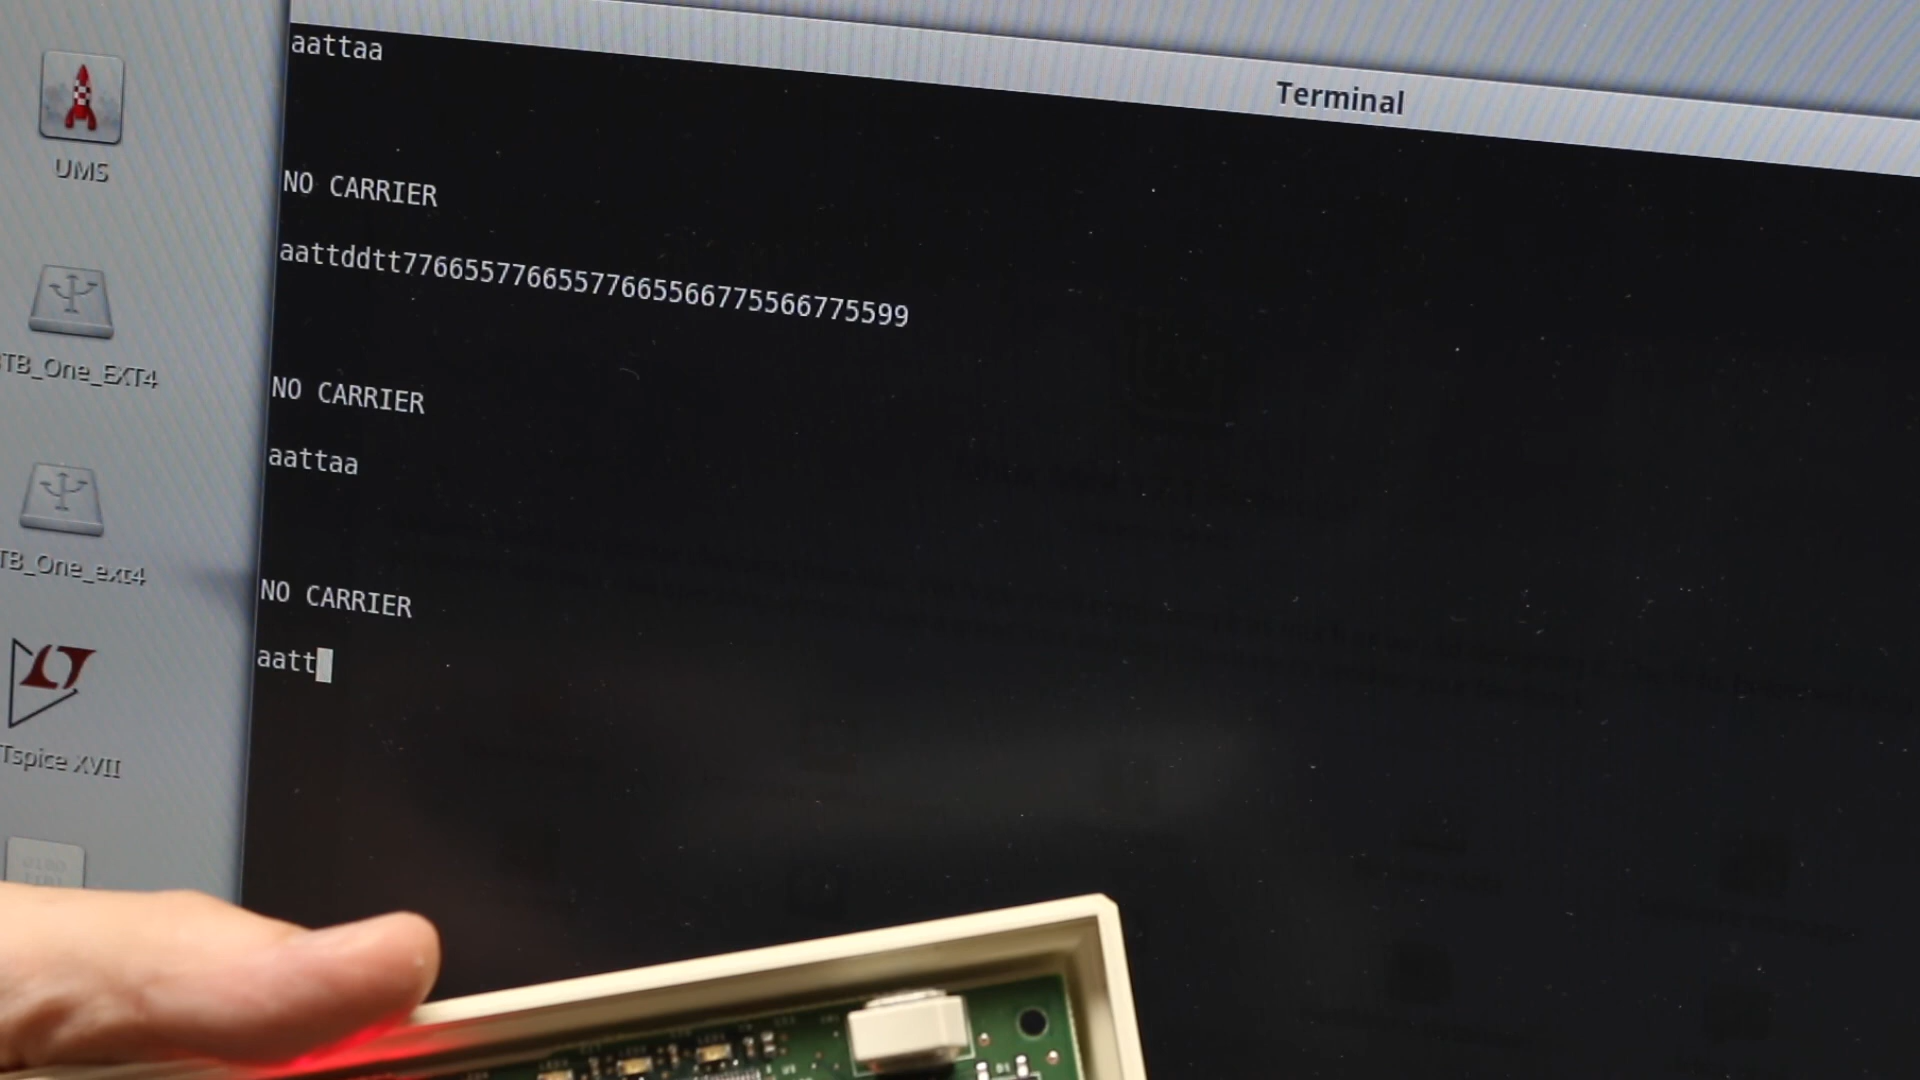 Terminal
aattaa
NO CARRIER
aattddtt77665577665577665566775566775599
NO CARRIER
aattaa
NO CARRIER
aatt
UMS
TB_One_EXT4
TB_One_ext4
Tspice XVII